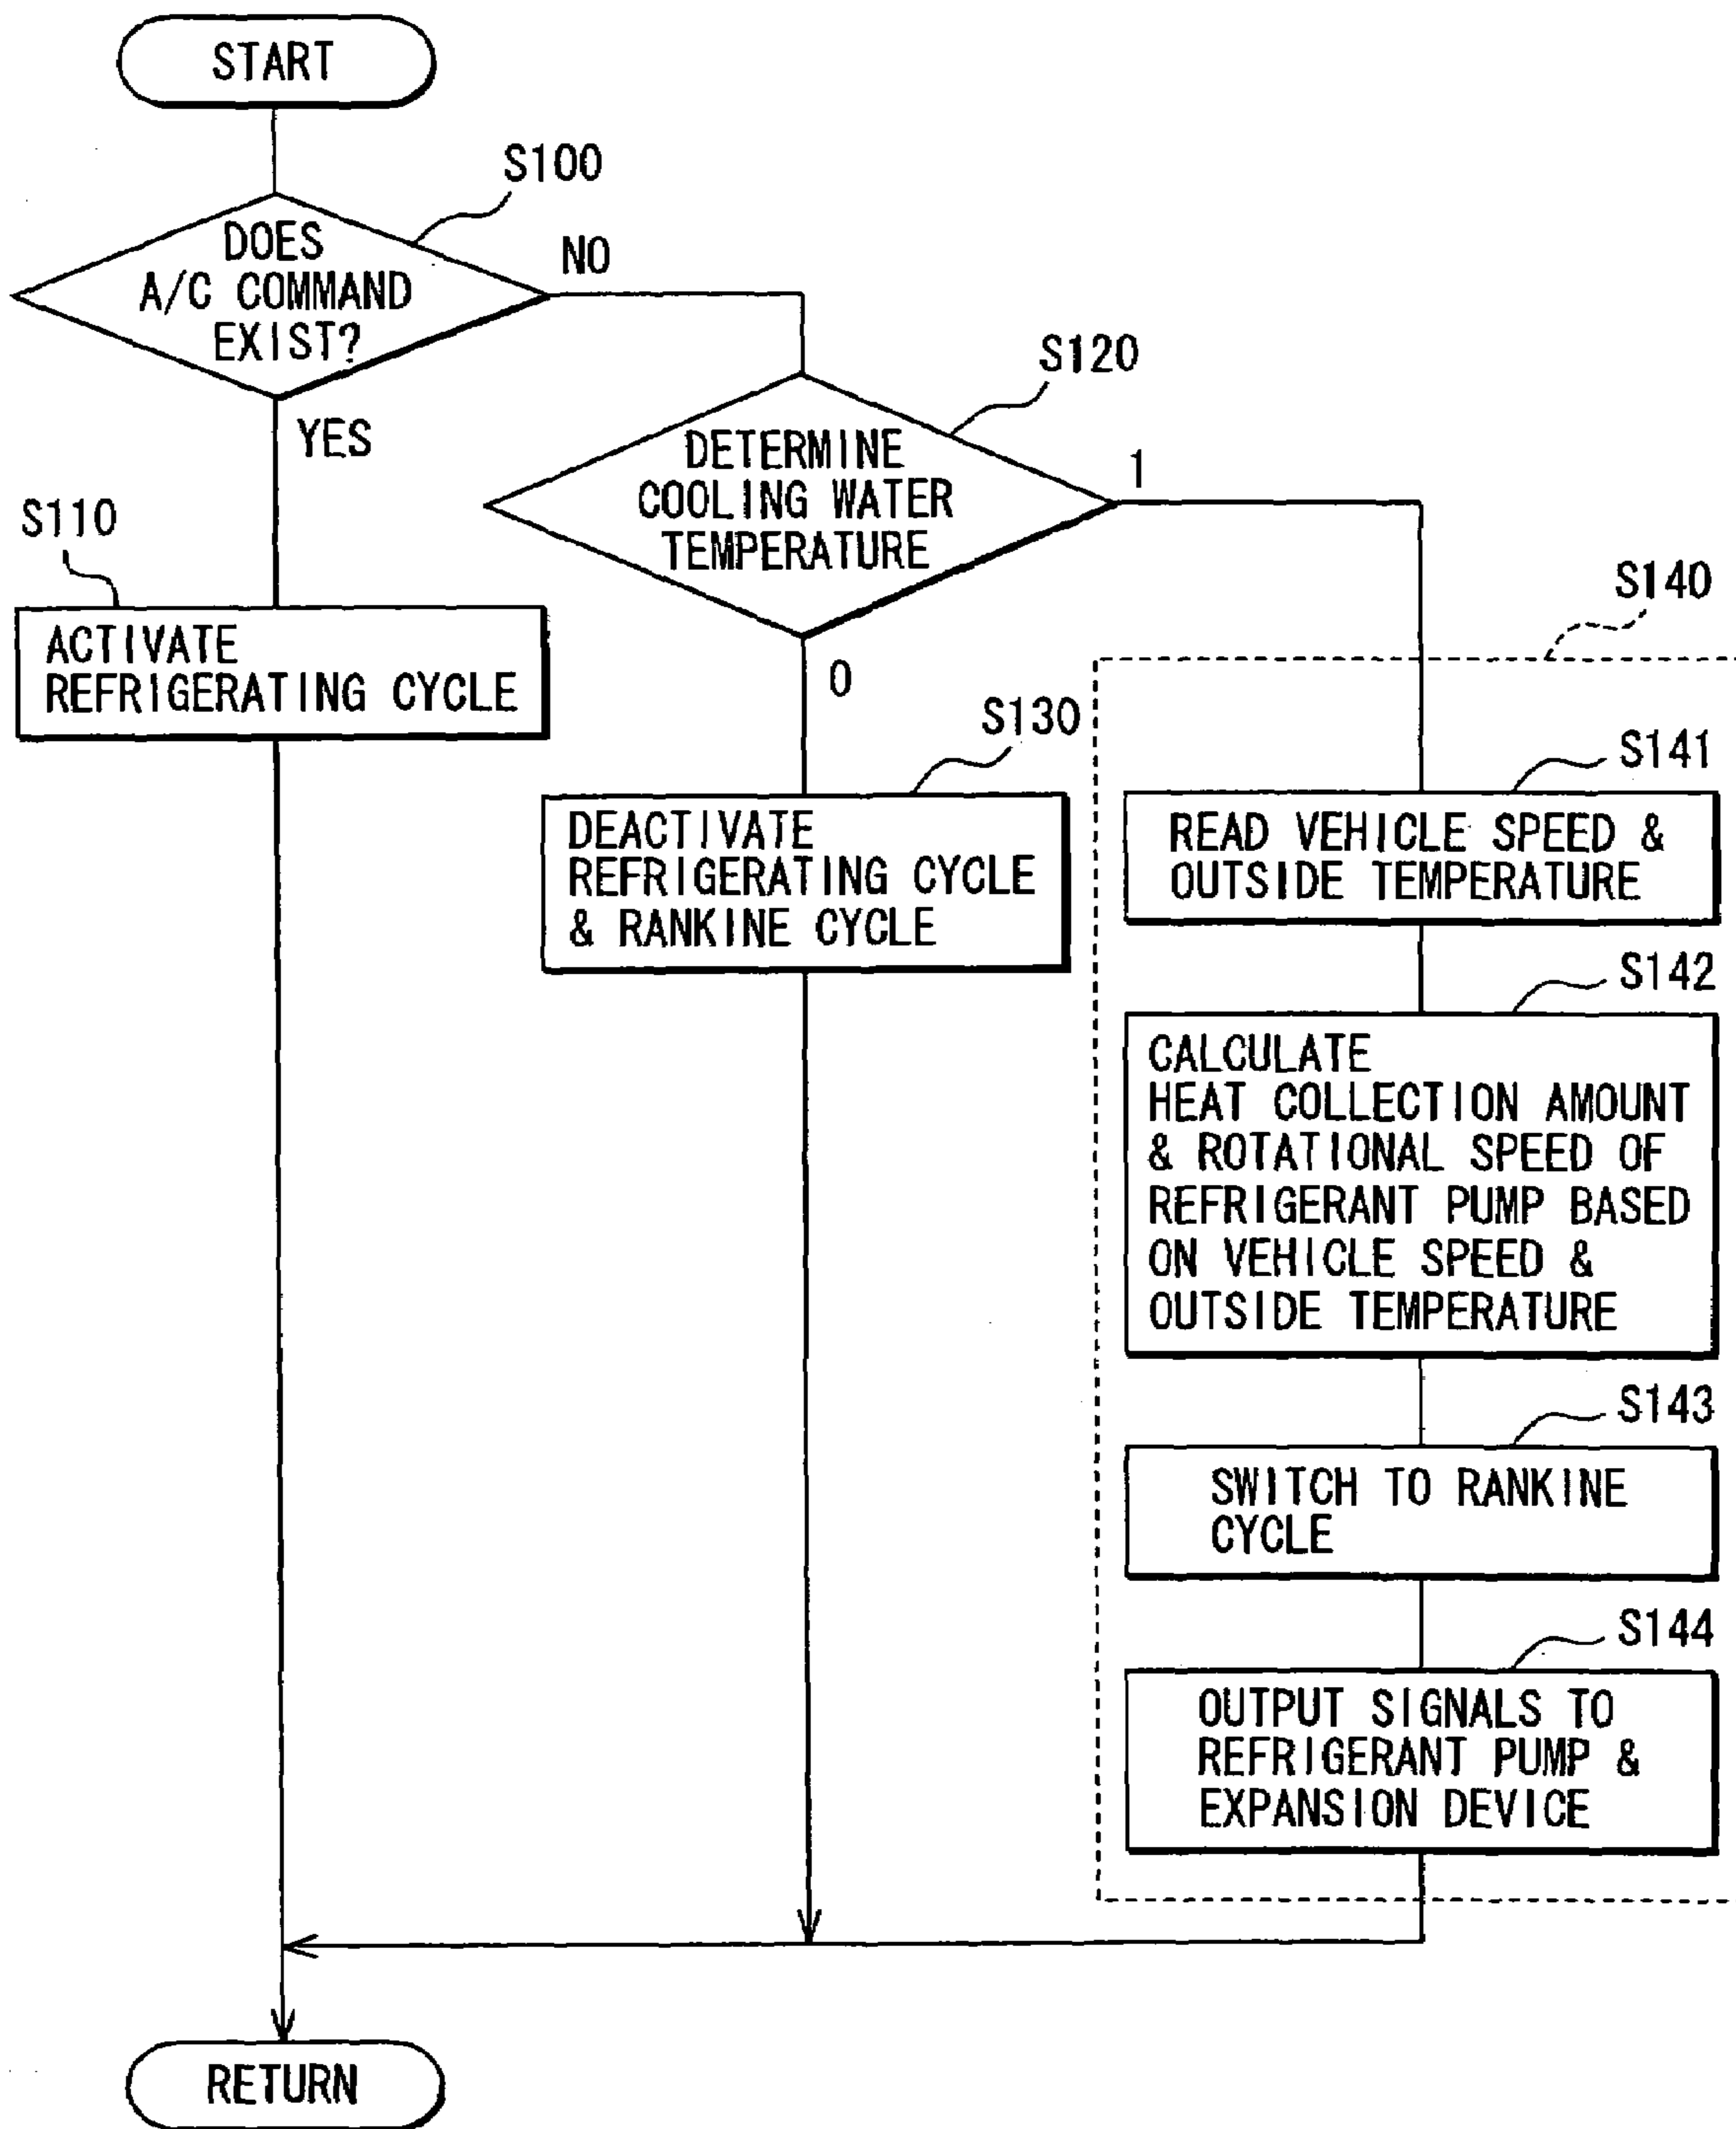 START
S100
DOES
A/C COMMAND
EXIST?
NO
YES
S120
DETERMINE
COOLING WATER
TEMPERATURE
1
0
S110
ACTIVATE
REFRIGERATING CYCLE
S130
DEACTIVATE
REFRIGERATING CYCLE
& RANKINE CYCLE
S140
S141
READ VEHICLE SPEED &
OUTSIDE TEMPERATURE
S142
CALCULATE
HEAT COLLECTION AMOUNT
& ROTATIONAL SPEED OF
REFRIGERANT PUMP BASED
ON VEHICLE SPEED &
OUTSIDE TEMPERATURE
S143
SWITCH TO RANKINE
CYCLE
S144
OUTPUT SIGNALS TO
REFRIGERANT PUMP &
EXPANSION DEVICE
RETURN